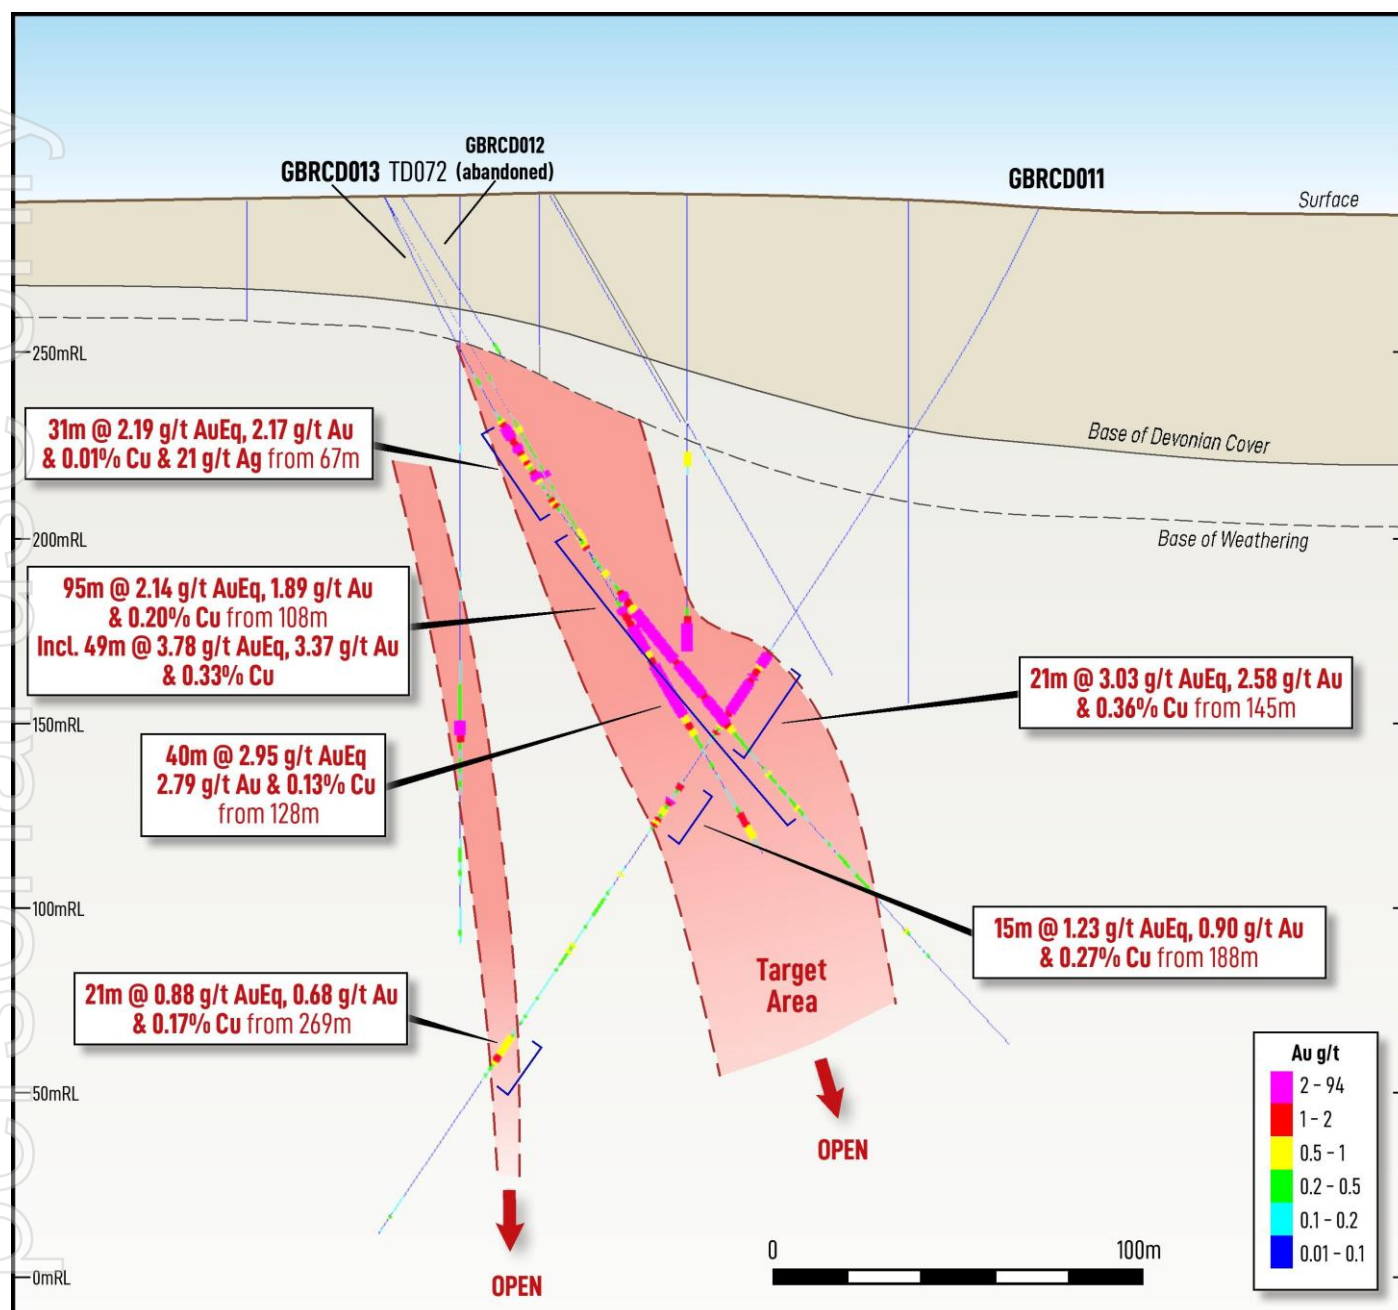 GBRCD012
GBRCD013 TD072 (abandoned)
GBRCD011
Surface
250mRL
Base of Devonian Cover
31m @ 2.19 g/t AuEq, 2.17 g/t Au
& 0.01% Cu & 21 g/t Ag from 67m
200mRL
Base of Weathering
95m @ 2.14 g/t AuEq, 1.89 g/t Au
& 0.20% Cu from 108m
Incl. 49m @ 3.78 g/t AuEq, 3.37 g/t Au
& 0.33% Cu
21m @ 3.03 g/t AuEq, 2.58 g/t Au
& 0.36% Cu from 145m
150mRL
40m @ 2.95 g/t AuEq
2.79 g/t Au & 0.13% Cu
from 128m
100mRL
15m @ 1.23 g/t AuEq, 0.90 g/t Au
& 0.27% Cu from 188m
Target
Area
21m @ 0.88 g/t AuEq, 0.68 g/t Au
& 0.17% Cu from 269m
50mRL
OPEN
OPEN
0mRL
0 100m
Au g/t
2 - 94
1 - 2
0.5 - 1
0.2 - 0.5
0.1 - 0.2
0.01 - 0.1